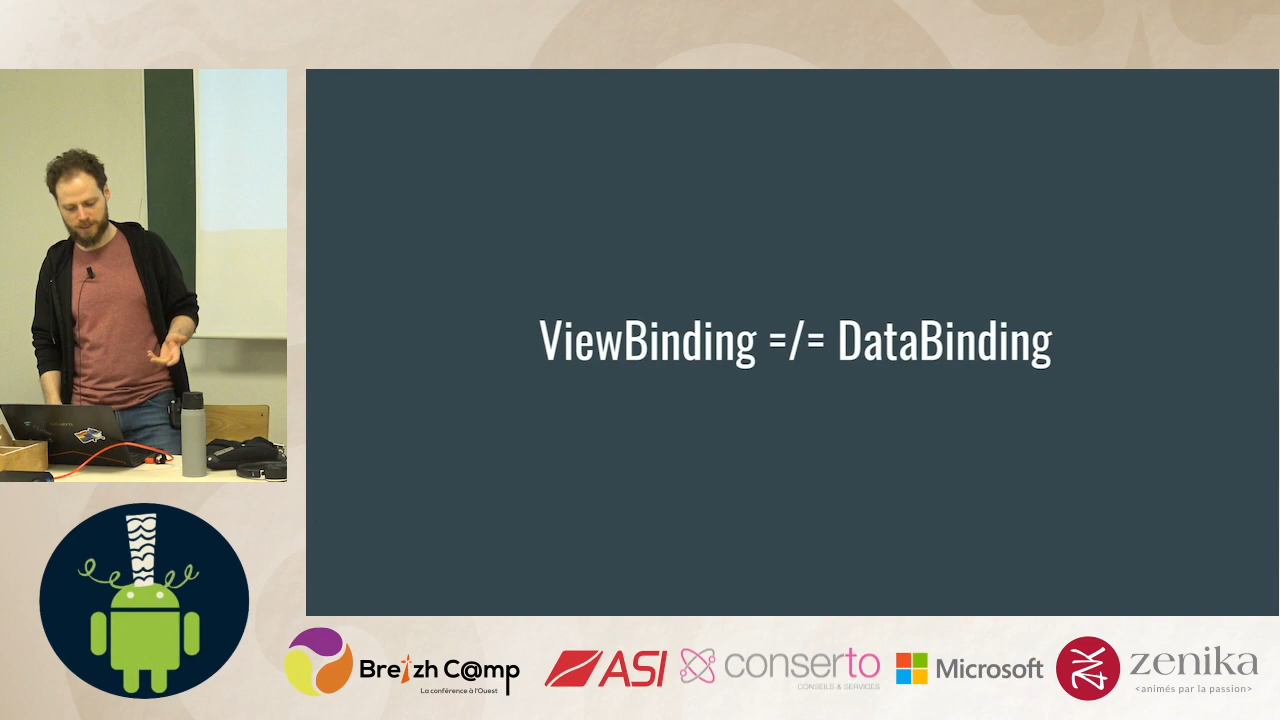 ViewBinding =/= DataBinding
Breizh C@mp
La conférence à l'Ouest
ASI
conserto
CONSEILS & SERVICES
Microsoft
zenika
<animés par la passion>